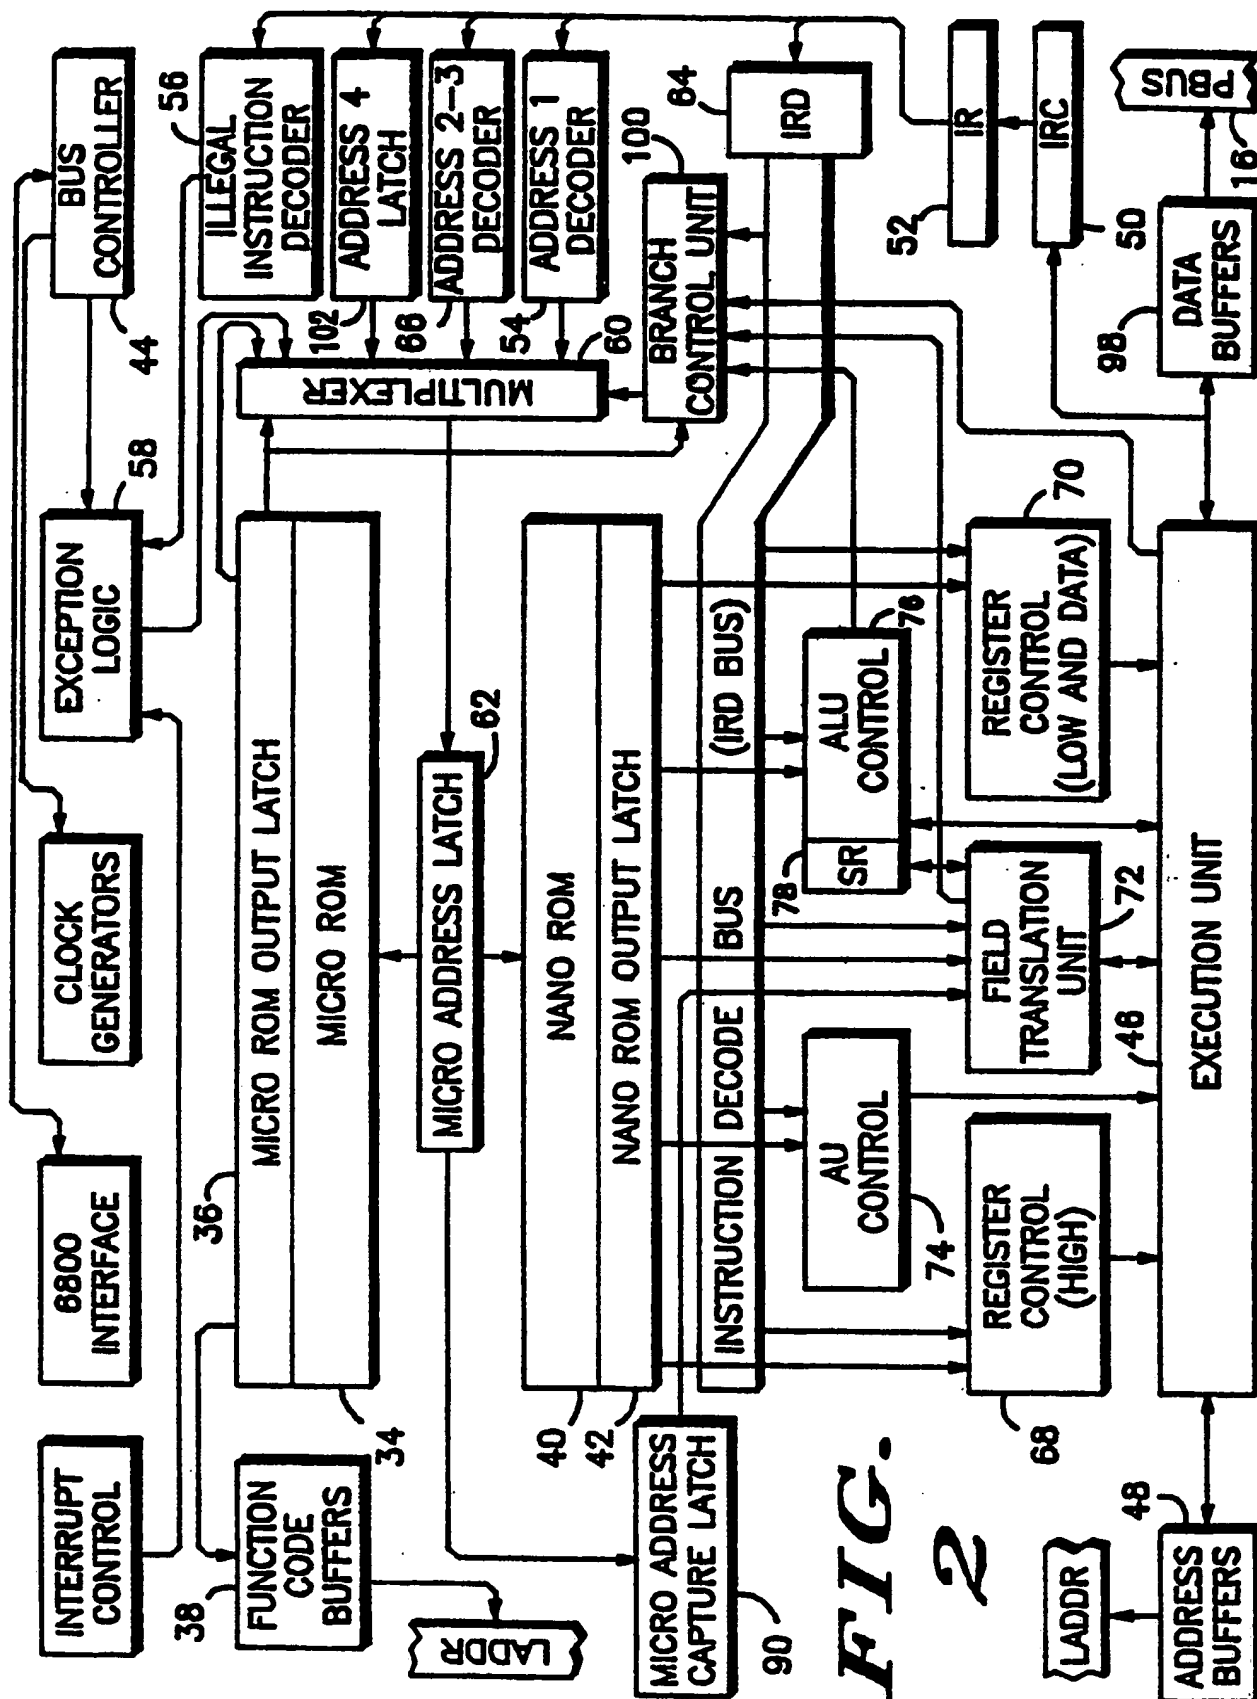 INTERRUPT
CONTROL
6800
INTERFACE
CLOCK
GENERATORS
EXCEPTION
LOGIC
58
BUS
CONTROLLER
44
38
FUNCTION
CODE
BUFFERS
LADDR
36
MICRO ROM OUTPUT LATCH
MICRO ROM
34
ILLEGAL
INSTRUCTION
DECODER
56
ADDRESS 4
LATCH
102
ADDRESS 2-3
DECODER
66
ADDRESS 1
DECODER
54
MULTIPLEXER
60
MICRO ADDRESS LATCH
62
BRANCH
CONTROL UNIT
100
IRD
64
MICRO ADDRESS
CAPTURE LATCH
90
NANO ROM
40
NANO ROM OUTPUT LATCH
42
INSTRUCTION DECODE BUS (IRD BUS)
AU
CONTROL
74
78
SR
ALU
CONTROL
76
REGISTER
CONTROL
(HIGH)
68
FIELD
TRANSLATION
UNIT
72
REGISTER
CONTROL
(LOW AND DATA)
70
IR
52
IRC
50
EXECUTION UNIT
46
LADDR
ADDRESS
BUFFERS
48
DATA
BUFFERS
98
PBUS
16
FIG.
2